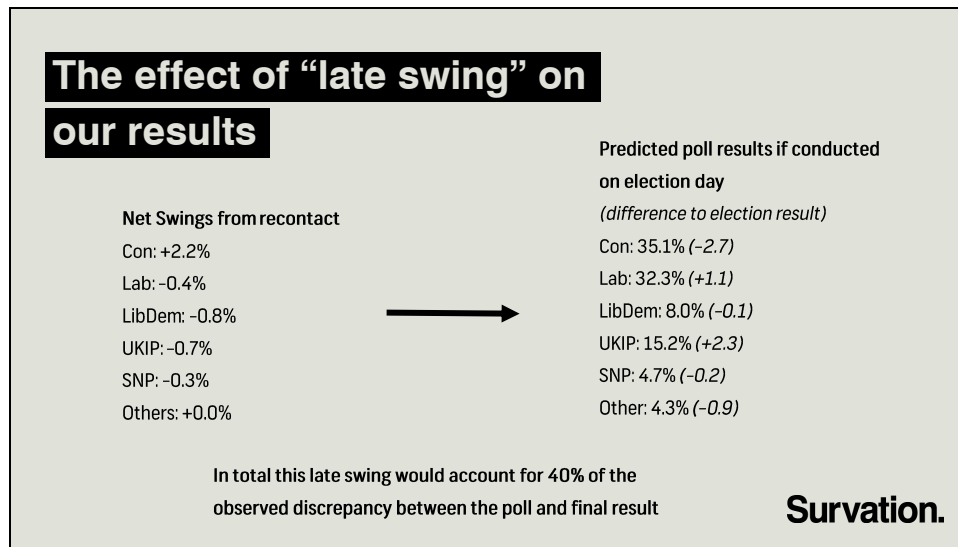 The effect of “late swing” on
our results
Net Swings from recontact
Con: +2.2%
Lab: -0.4%
LibDem: -0.8%
UKIP: -0.7%
SNP: -0.3%
Others: +0.0%
Predicted poll results if conducted
on election day
(difference to election result)
Con: 35.1% (-2.7)
Lab: 32.3% (+1.1)
LibDem: 8.0% (-0.1)
UKIP: 15.2% (+2.3)
SNP: 4.7% (-0.2)
Other: 4.3% (-0.9)
In total this late swing would account for 40% of the
observed discrepancy between the poll and final result
Survation.